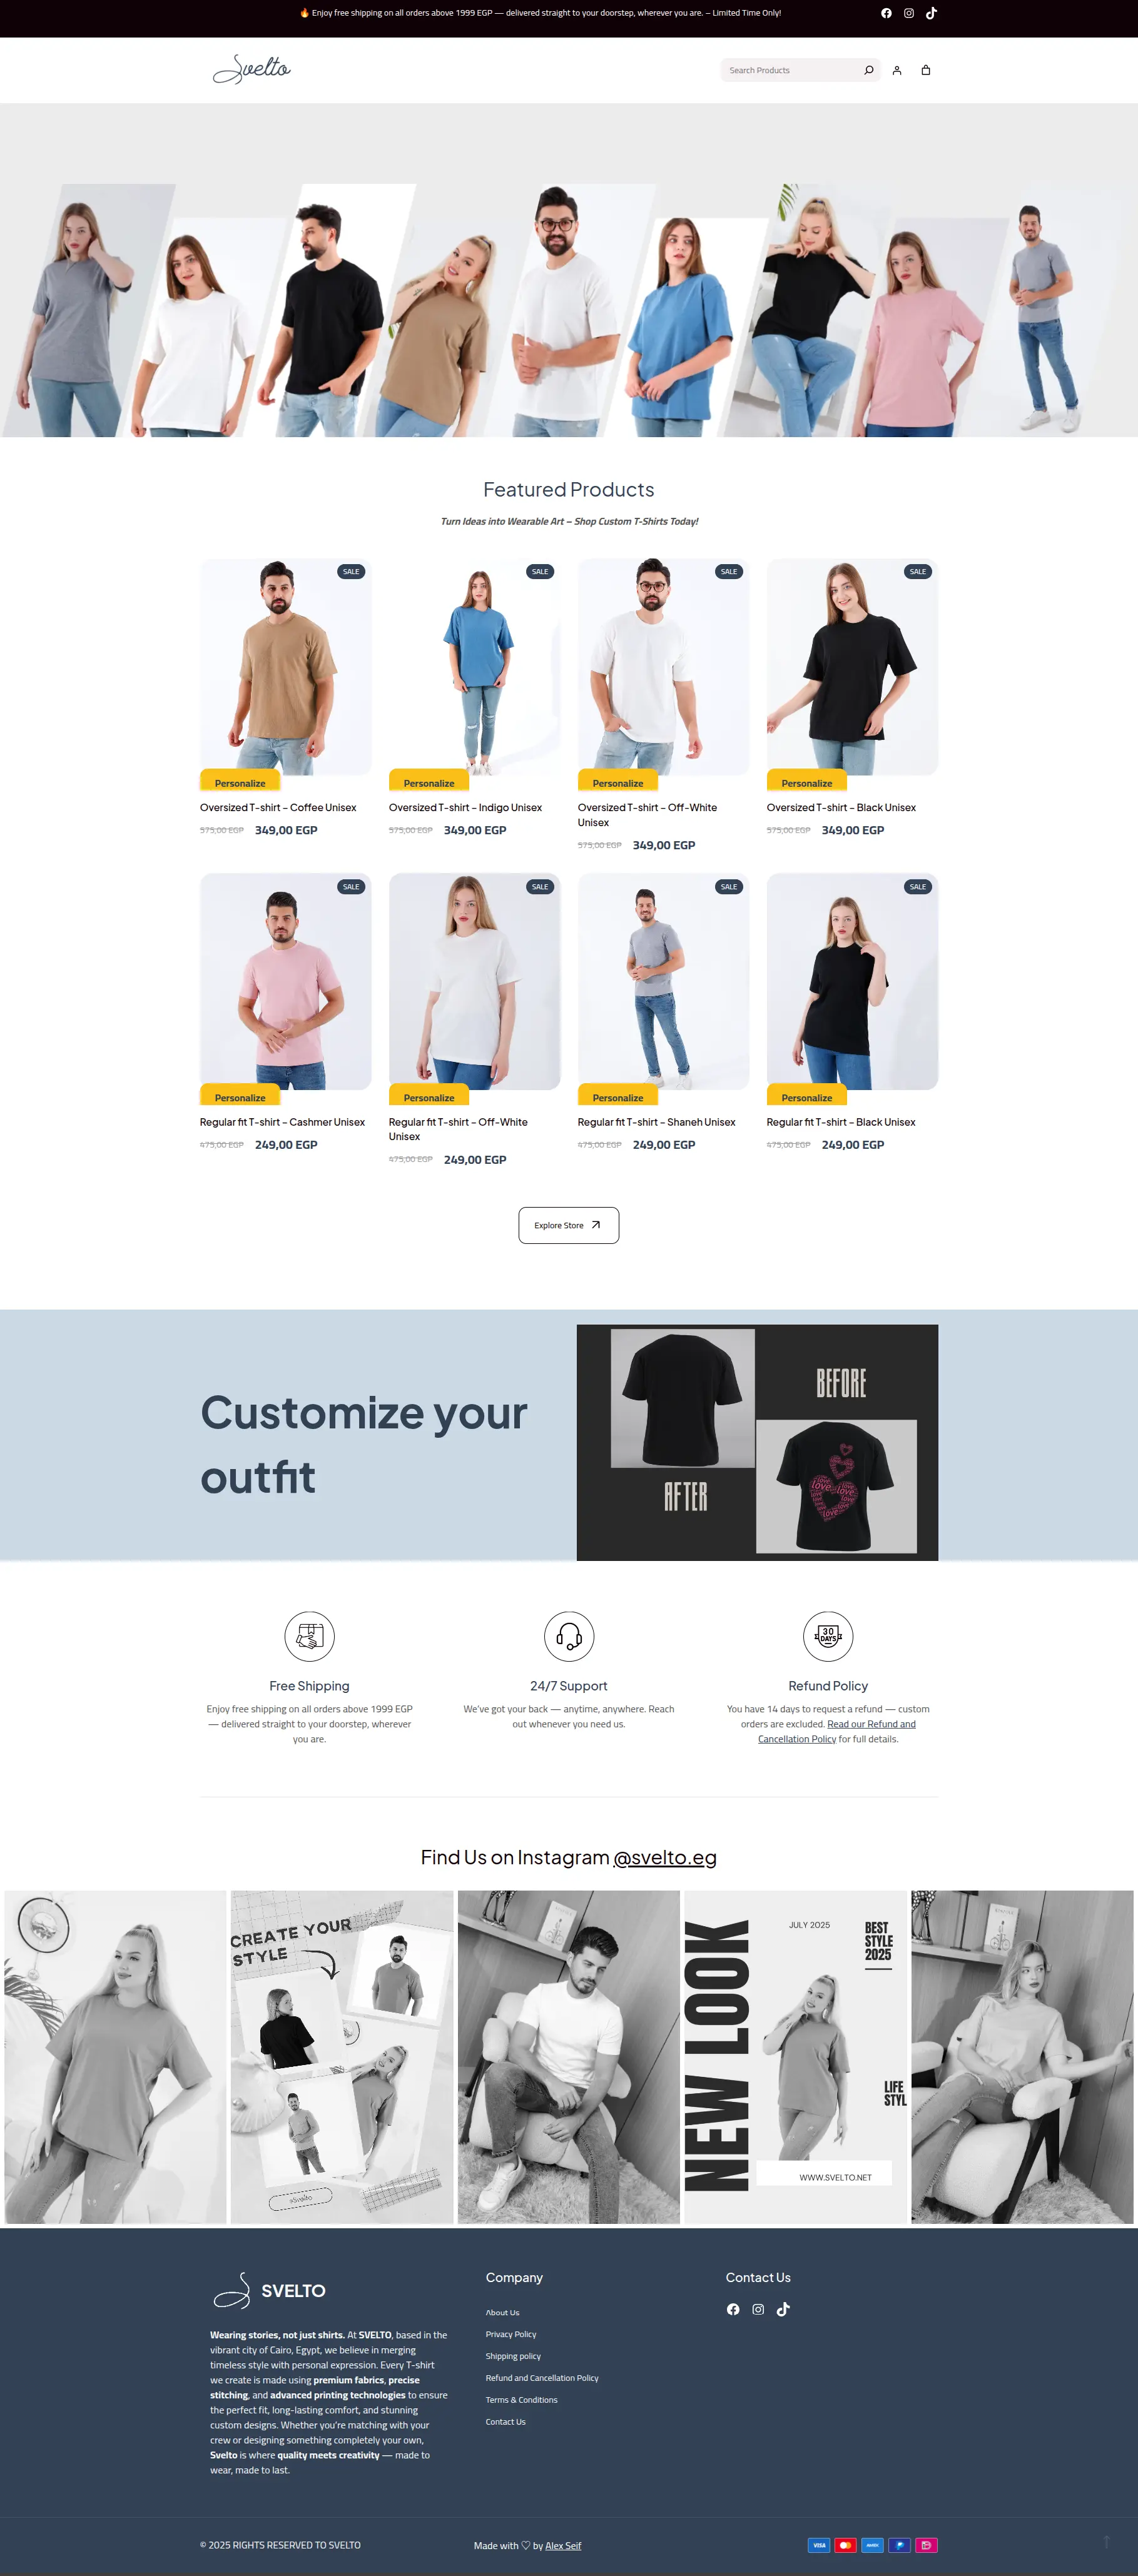 🔥 Enjoy free shipping on all orders above 1999 EGP — delivered straight to your doorstep, wherever you are. – Limited Time Only!
Svelto
Search Products
Featured Products
Turn Ideas into Wearable Art – Shop Custom T-Shirts Today!
SALE
SALE
SALE
SALE
Personalize
Personalize
Personalize
Personalize
Oversized T-shirt – Coffee Unisex
575,00 EGP 349,00 EGP
Oversized T-shirt – Indigo Unisex
575,00 EGP 349,00 EGP
Oversized T-shirt – Off-White
Unisex
575,00 EGP 349,00 EGP
Oversized T-shirt – Black Unisex
575,00 EGP 349,00 EGP
SALE
SALE
SALE
SALE
Personalize
Personalize
Personalize
Personalize
Regular fit T-shirt – Cashmer Unisex
475,00 EGP 249,00 EGP
Regular fit T-shirt – Off-White
Unisex
475,00 EGP 249,00 EGP
Regular fit T-shirt – Shaneh Unisex
475,00 EGP 249,00 EGP
Regular fit T-shirt – Black Unisex
475,00 EGP 249,00 EGP
Explore Store
Customize your
outfit
BEFORE
AFTER
love
love
love
love
30
DAYS
Free Shipping
Enjoy free shipping on all orders above 1999 EGP
— delivered straight to your doorstep, wherever
you are.
24/7 Support
We've got your back — anytime, anywhere. Reach
out whenever you need us.
Refund Policy
You have 14 days to request a refund — custom
orders are excluded. Read our Refund and
Cancellation Policy for full details.
Find Us on Instagram @svelto.eg
CREATE YOUR
STYLE
NEW LOOK
JULY 2025
BEST
STYLE
2025
LIFE
STYL
WWW.SVELTO.NET
SVELTO
Wearing stories, not just shirts. At SVELTO, based in the
vibrant city of Cairo, Egypt, we believe in merging
timeless style with personal expression. Every T-shirt
we create is made using premium fabrics, precise
stitching, and advanced printing technologies to ensure
the perfect fit, long-lasting comfort, and stunning
custom designs. Whether you're matching with your
crew or designing something completely your own,
Svelto is where quality meets creativity — made to
wear, made to last.
Company
About Us
Privacy Policy
Shipping policy
Refund and Cancellation Policy
Terms & Conditions
Contact Us
Contact Us
© 2025 RIGHTS RESERVED TO SVELTO
Made with ♡ by Alex Seif
VISA
AMEX